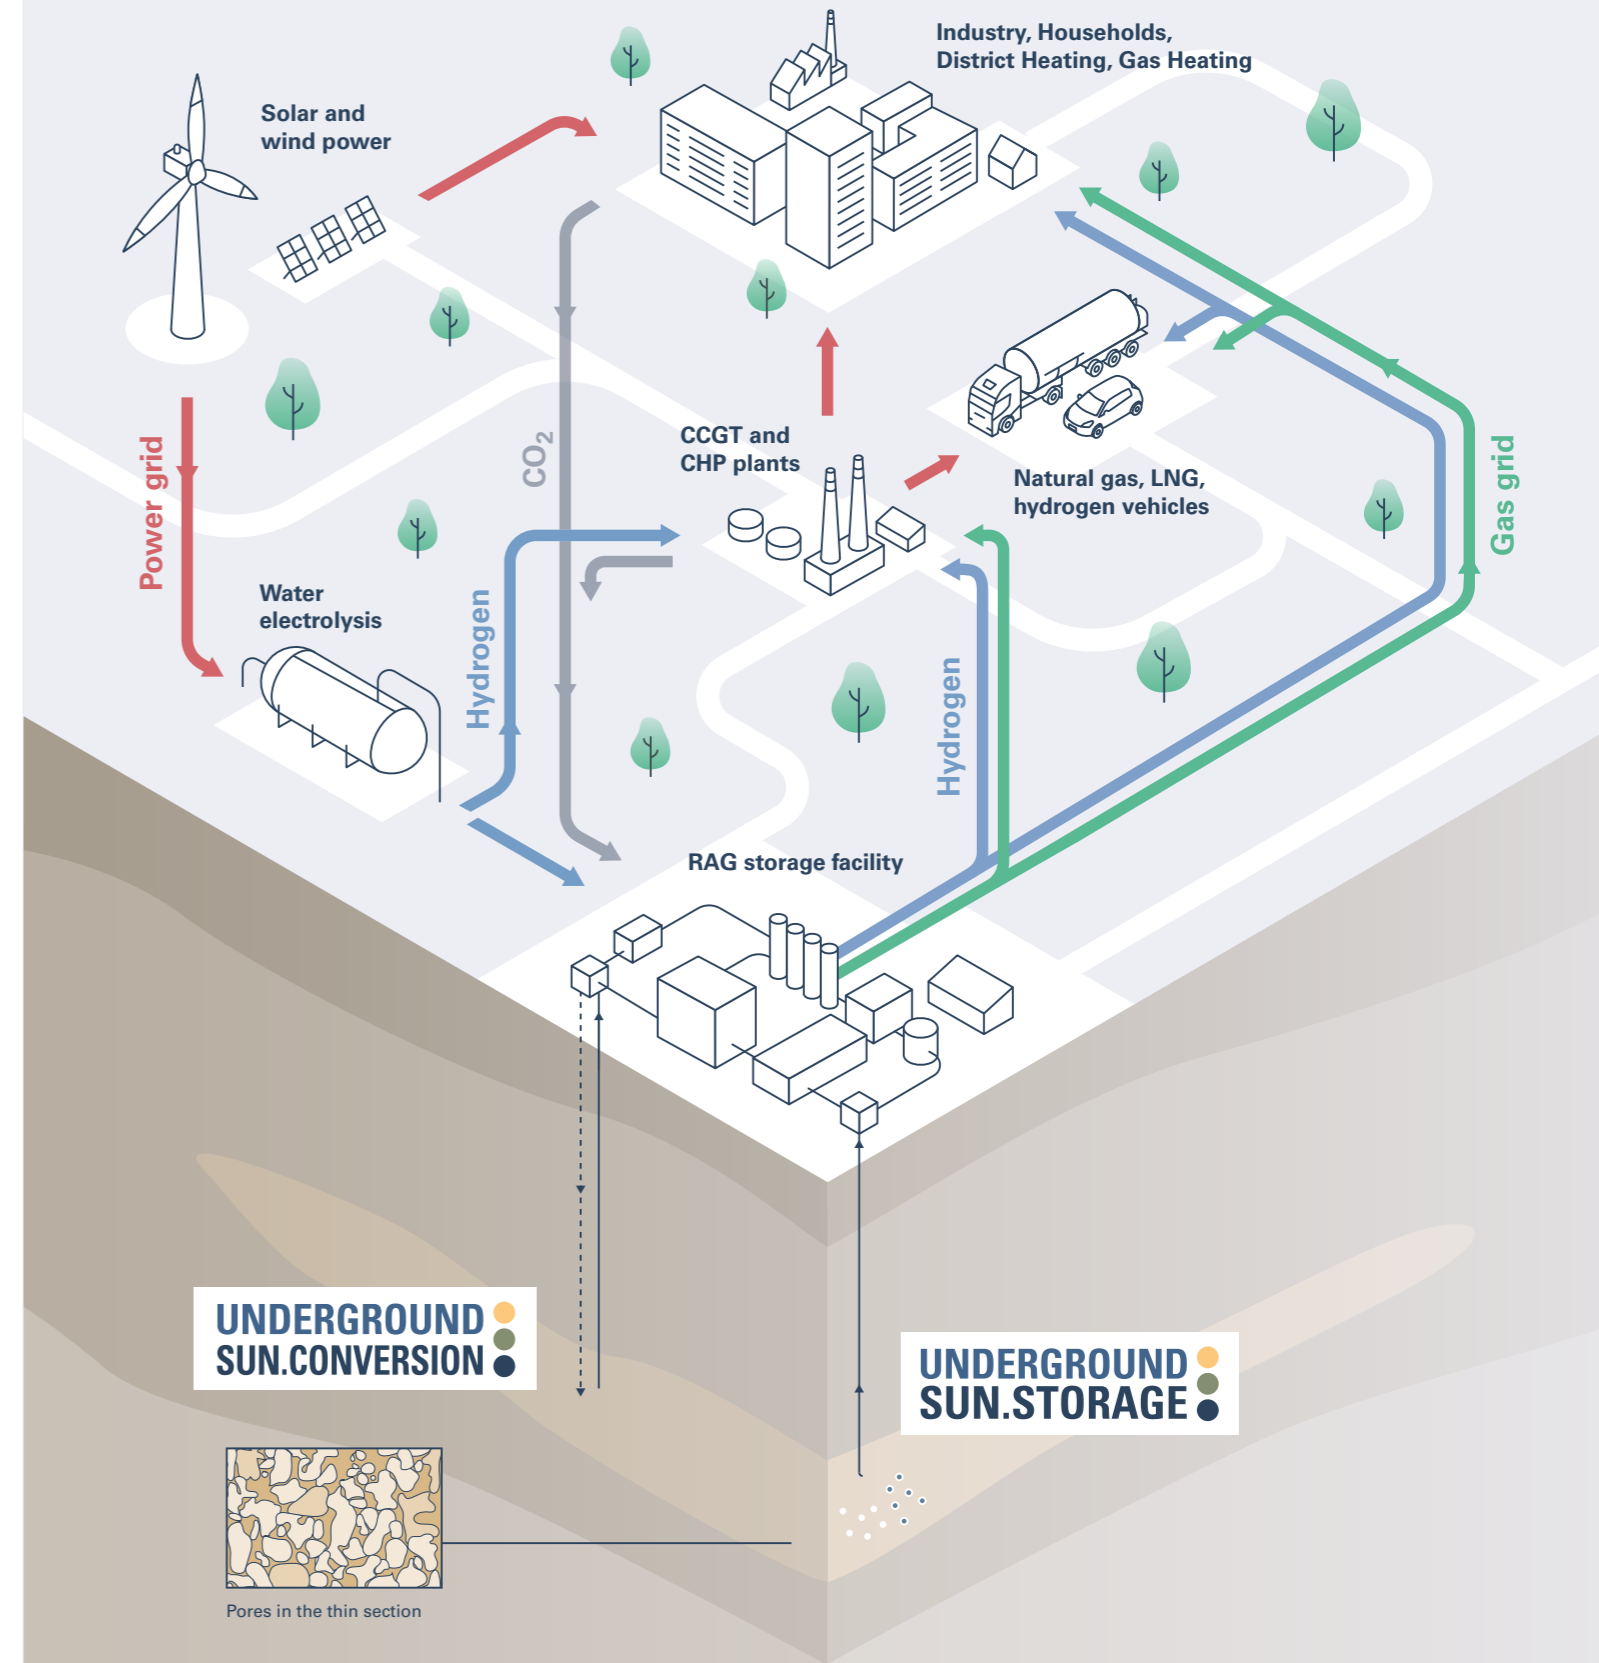 Industry, Households,
District Heating, Gas Heating
Solar and
wind power
Power grid
CO₂
CCGT and
CHP plants
Natural gas, LNG,
hydrogen vehicles
Gas grid
Water
electrolysis
Hydrogen
Hydrogen
RAG storage facility
UNDERGROUND
SUN.CONVERSION
UNDERGROUND
SUN.STORAGE
Pores in the thin section